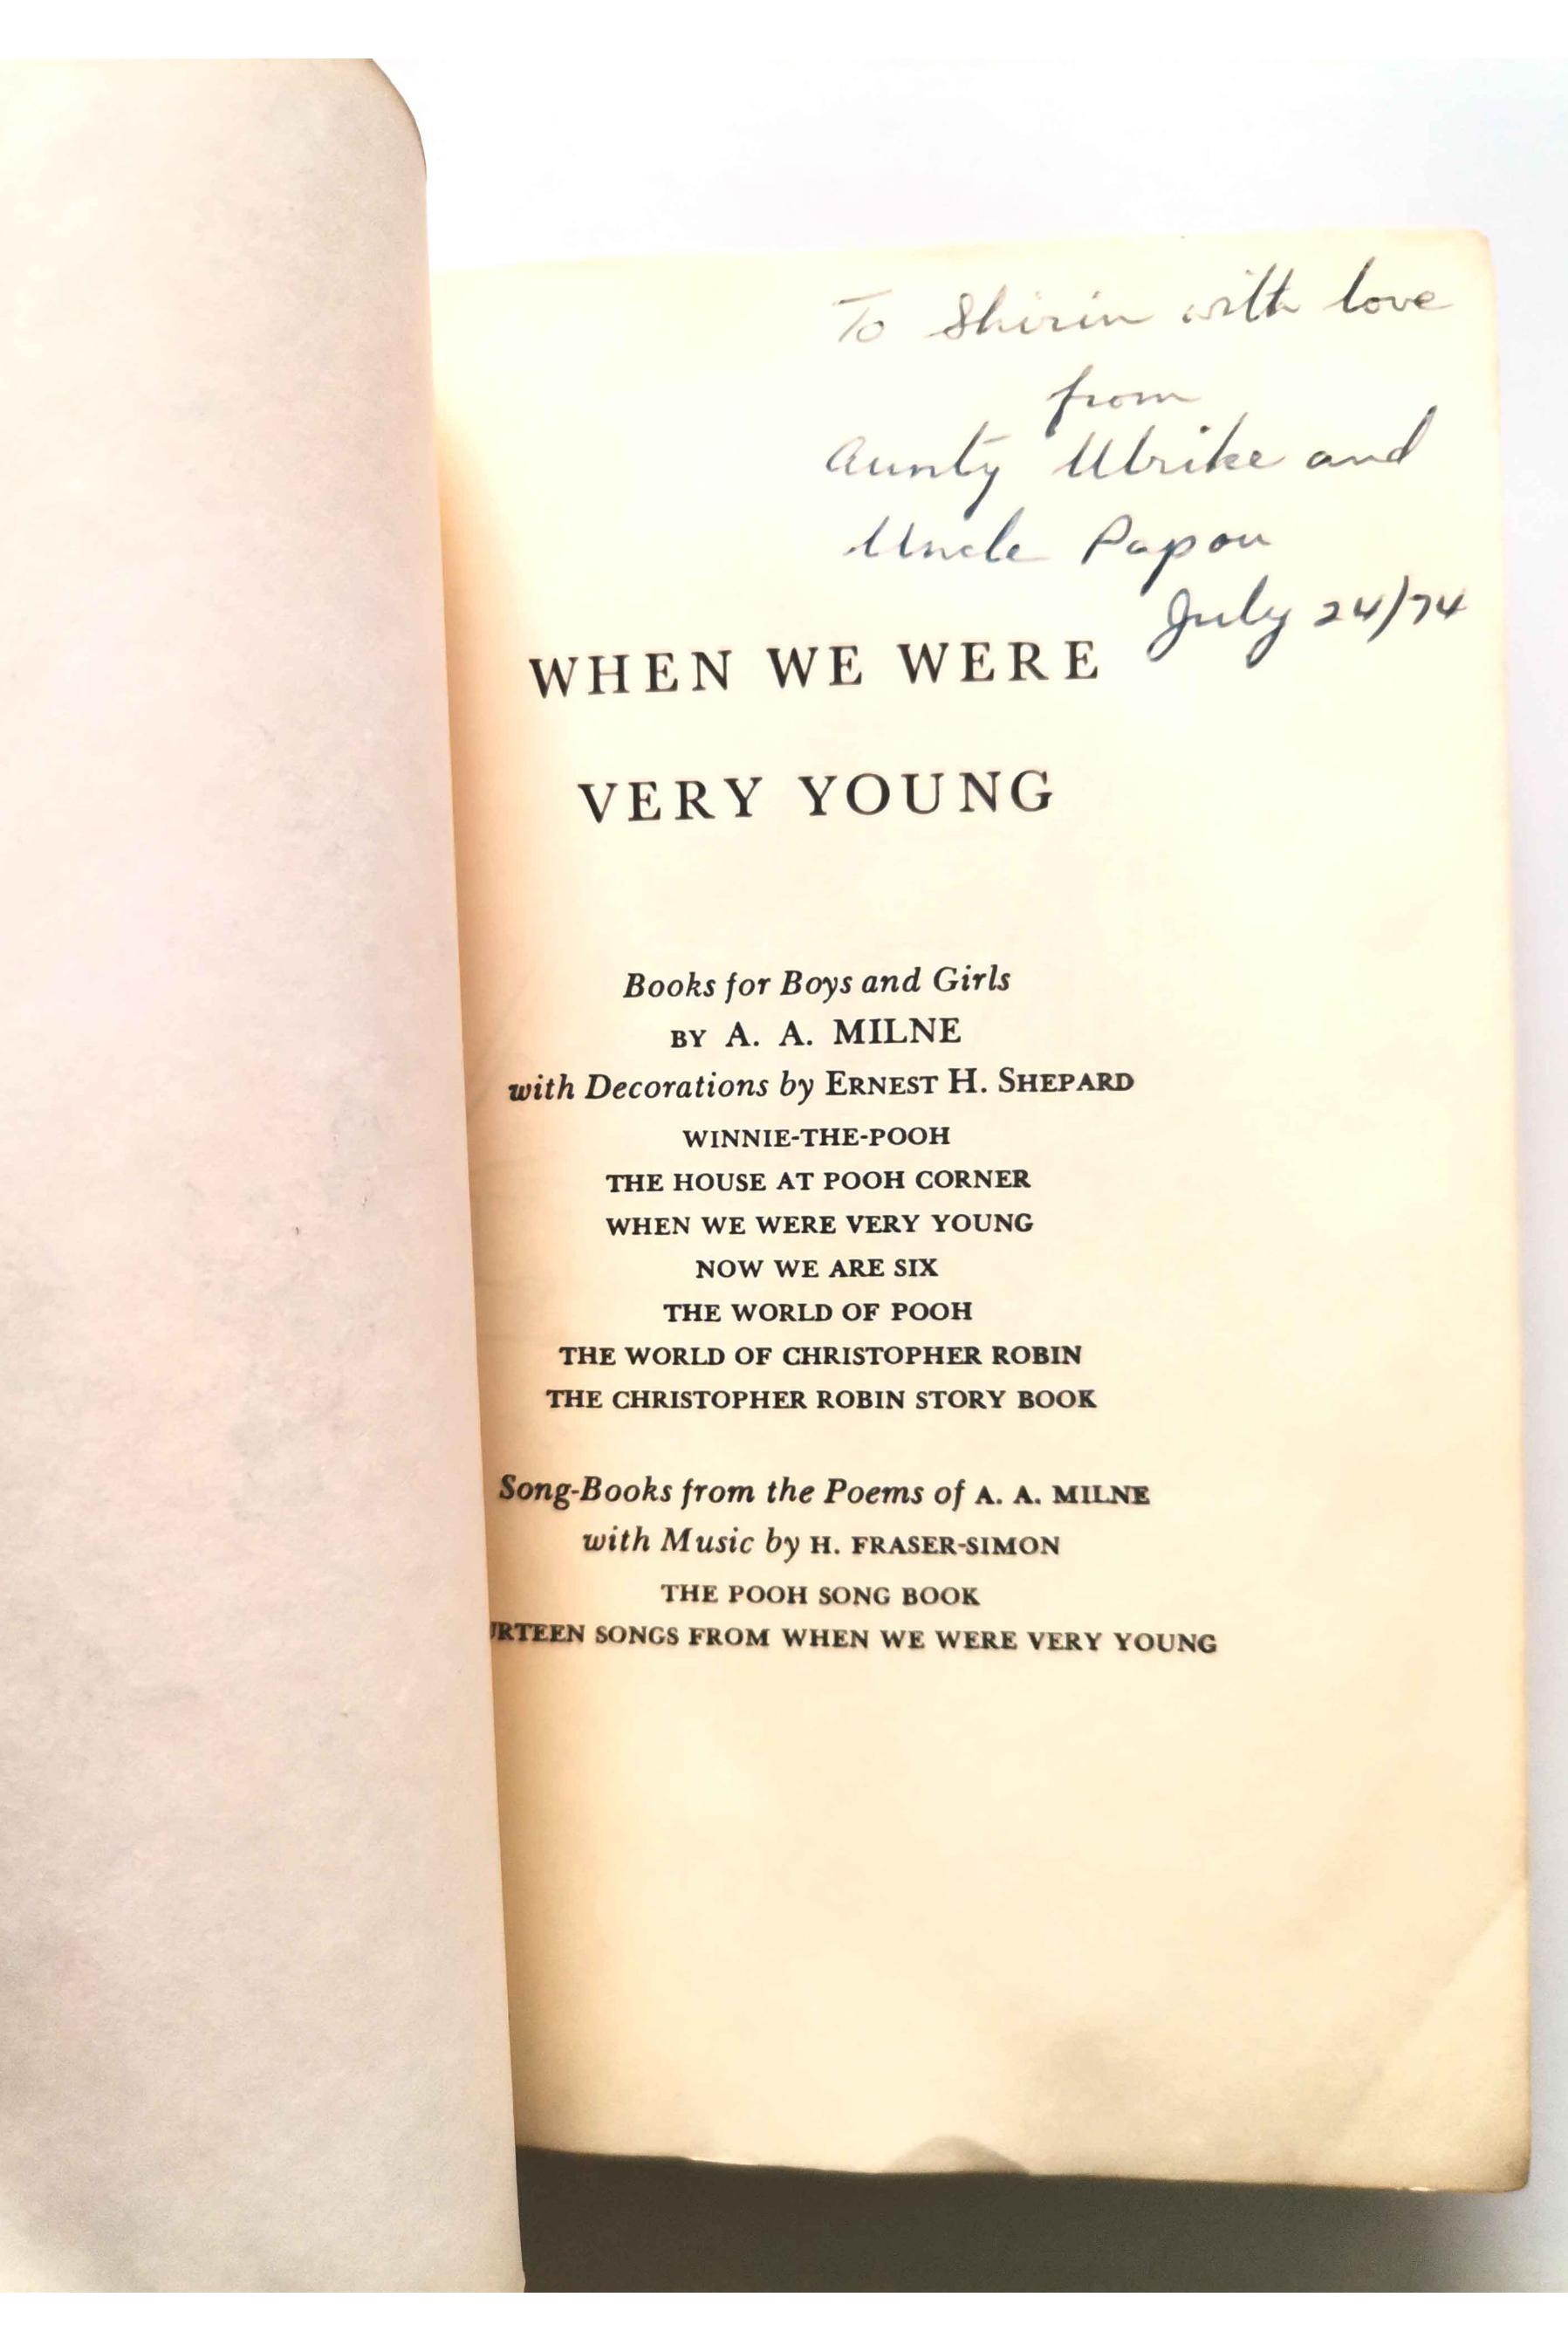 To Shirin with love
from
Aunty Ulrike and
Uncle Papou
July 24/74
WHEN WE WERE
VERY YOUNG
Books for Boys and Girls
BY A. A. MILNE
with Decorations by ERNEST H. SHEPARD
WINNIE-THE-POOH
THE HOUSE AT POOH CORNER
WHEN WE WERE VERY YOUNG
NOW WE ARE SIX
THE WORLD OF POOH
THE WORLD OF CHRISTOPHER ROBIN
THE CHRISTOPHER ROBIN STORY BOOK
Song-Books from the Poems of A. A. MILNE
with Music by H. FRASER-SIMON
THE POOH SONG BOOK
URTEEN SONGS FROM WHEN WE WERE VERY YOUNG